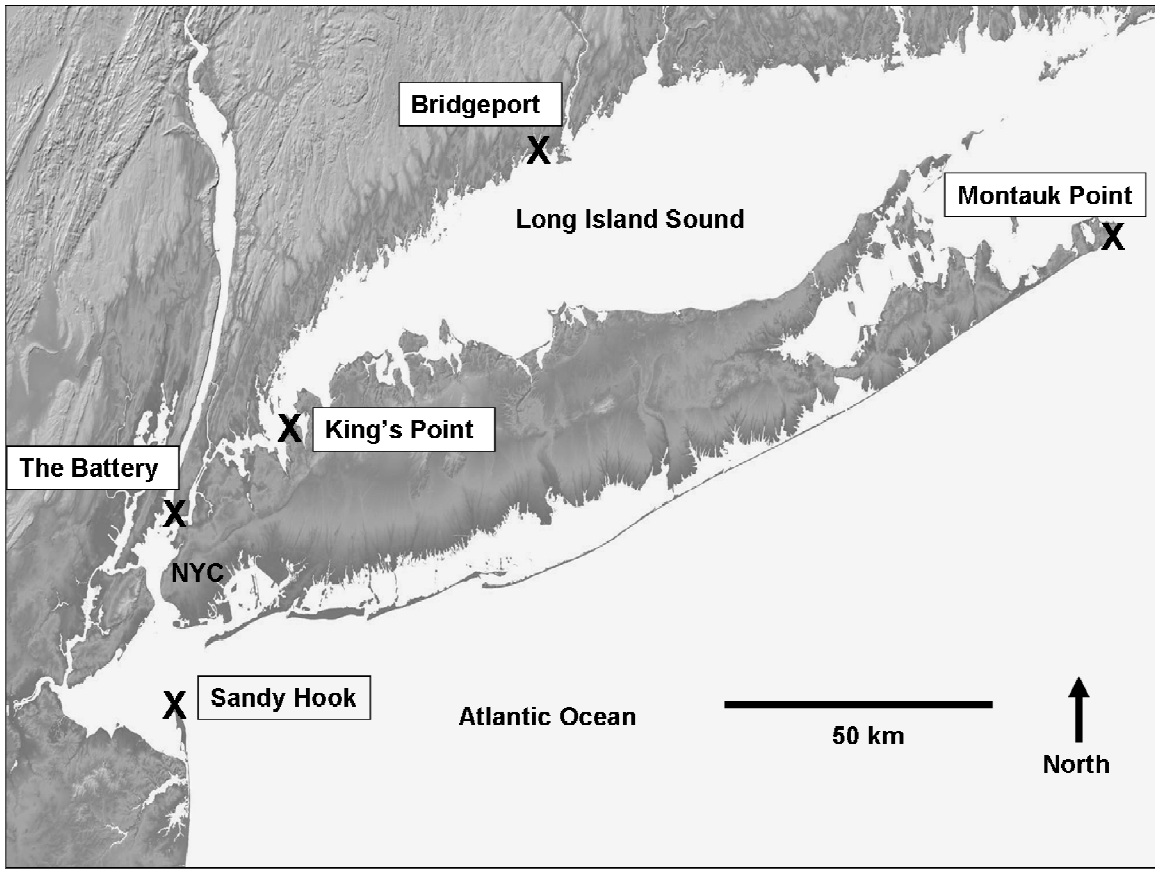 Bridgeport
X
Montauk Point
X
Long Island Sound
X
King's Point
The Battery
X
NYC
X
Sandy Hook
Atlantic Ocean
50 km
North